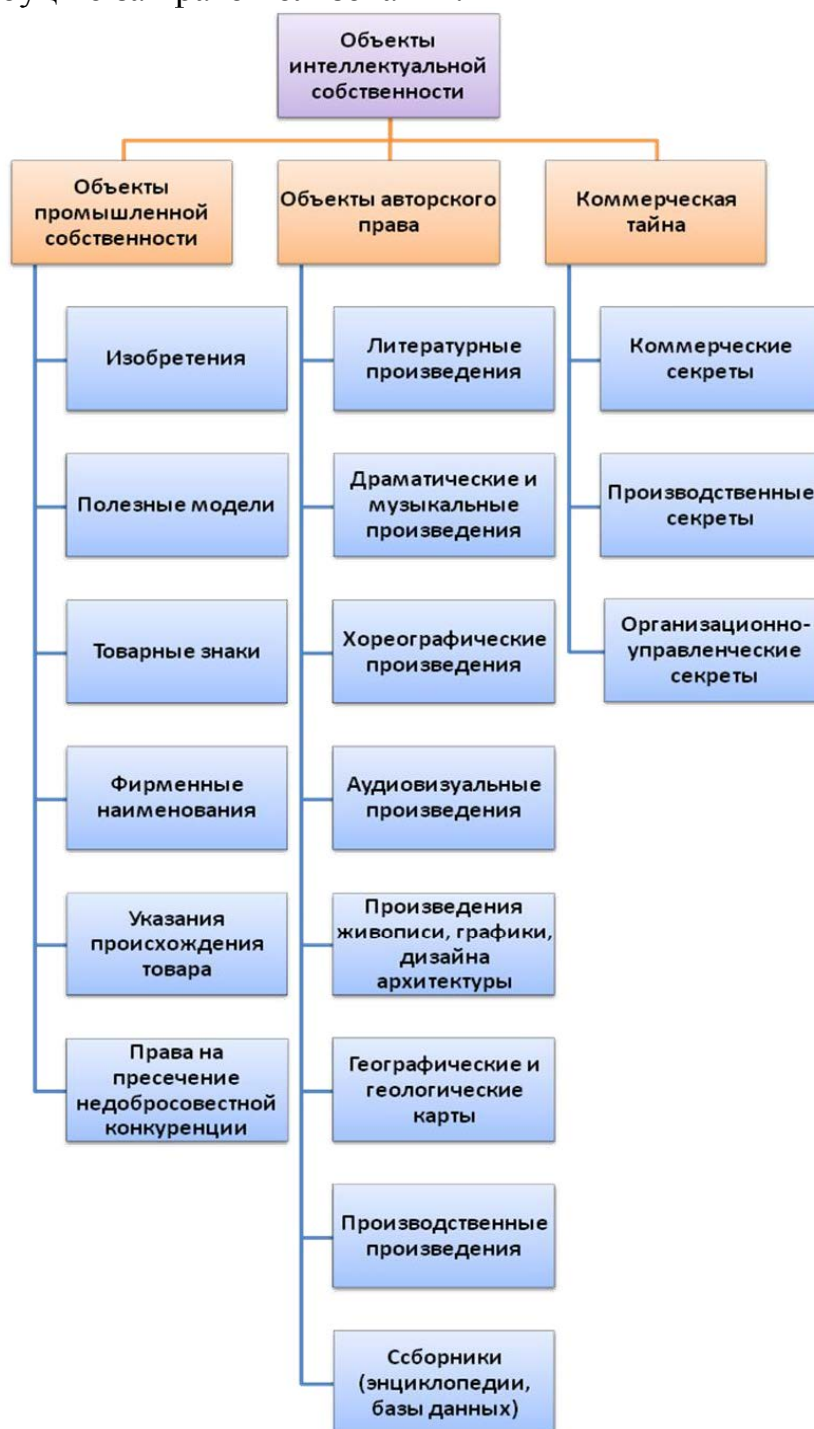 Объекты
интеллектуальной
собственности
Объекты
промышленной
собственности
Изобретения
Полезные модели
Товарные знаки
Фирменные
наименования
Указания
происхождения
товара
Права на
пресечение
недобросовестной
конкуренции
Объекты авторского
права
Литературные
произведения
Драматические и
музыкальные
произведения
Хореографические
произведения
Аудиовизуальные
произведения
Произведения
живописи, графики,
дизайна
архитектуры
Географические и
геологические
карты
Производственные
произведения
Ссборники
(энциклопедии,
базы данных)
Коммерческая
тайна
Коммерческие
секреты
Производственные
секреты
Организационно-
управленческие
секреты